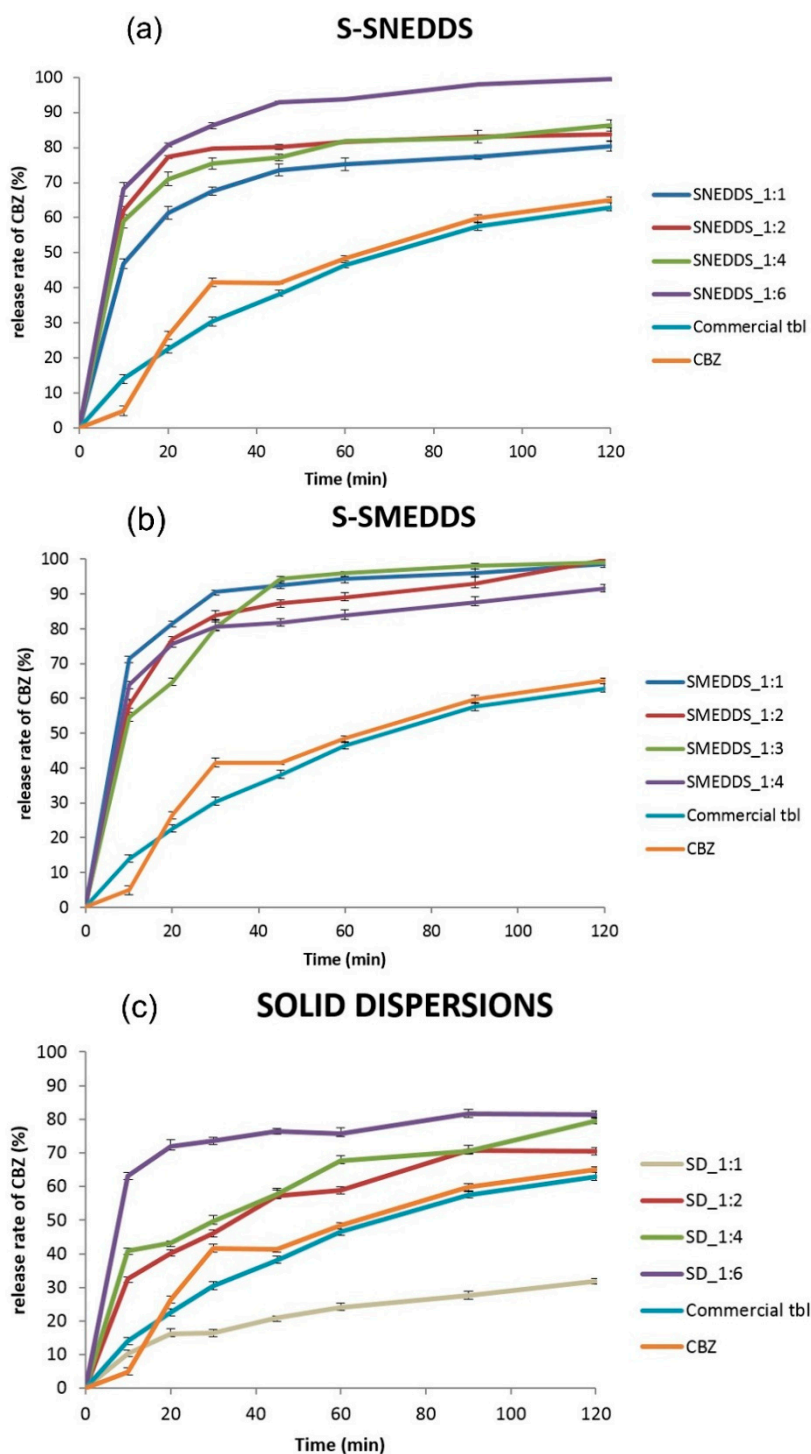 (a) S-SNEDDS
release rate of CBZ (%)
100
90
80
70
60
50
40
30
20
10
0
0 20 40 60 80 100 120
Time (min)
SNEDDS_1:1
SNEDDS_1:2
SNEDDS_1:4
SNEDDS_1:6
Commercial tbl
CBZ
(b) S-SMEDDS
release rate of CBZ (%)
100
90
80
70
60
50
40
30
20
10
0
0 20 40 60 80 100 120
Time (min)
SMEDDS_1:1
SMEDDS_1:2
SMEDDS_1:3
SMEDDS_1:4
Commercial tbl
CBZ
(c) SOLID DISPERSIONS
release rate of CBZ (%)
100
90
80
70
60
50
40
30
20
10
0
0 20 40 60 80 100 120
Time (min)
SD_1:1
SD_1:2
SD_1:4
SD_1:6
Commercial tbl
CBZ